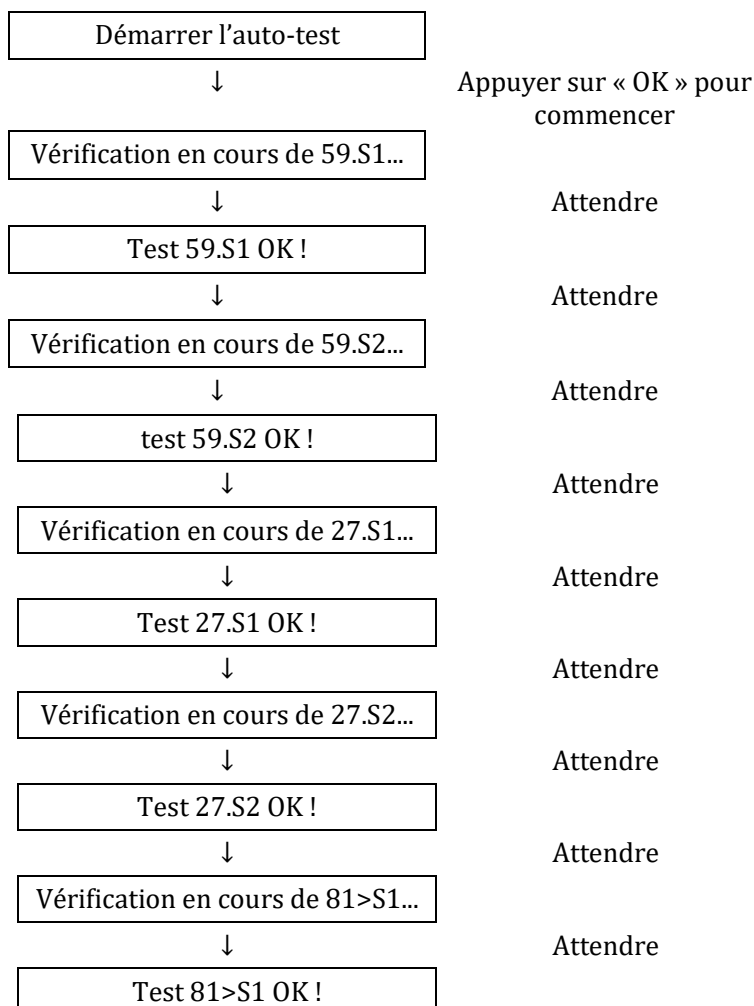 Démarrer l’auto-test
↓
Appuyer sur « OK » pour
commencer
Vérification en cours de 59.S1...
↓
Attendre
Test 59.S1 OK !
↓
Attendre
Vérification en cours de 59.S2...
↓
Attendre
test 59.S2 OK !
↓
Attendre
Vérification en cours de 27.S1...
↓
Attendre
Test 27.S1 OK !
↓
Attendre
Vérification en cours de 27.S2...
↓
Attendre
Test 27.S2 OK !
↓
Attendre
Vérification en cours de 81>S1...
↓
Attendre
Test 81>S1 OK !